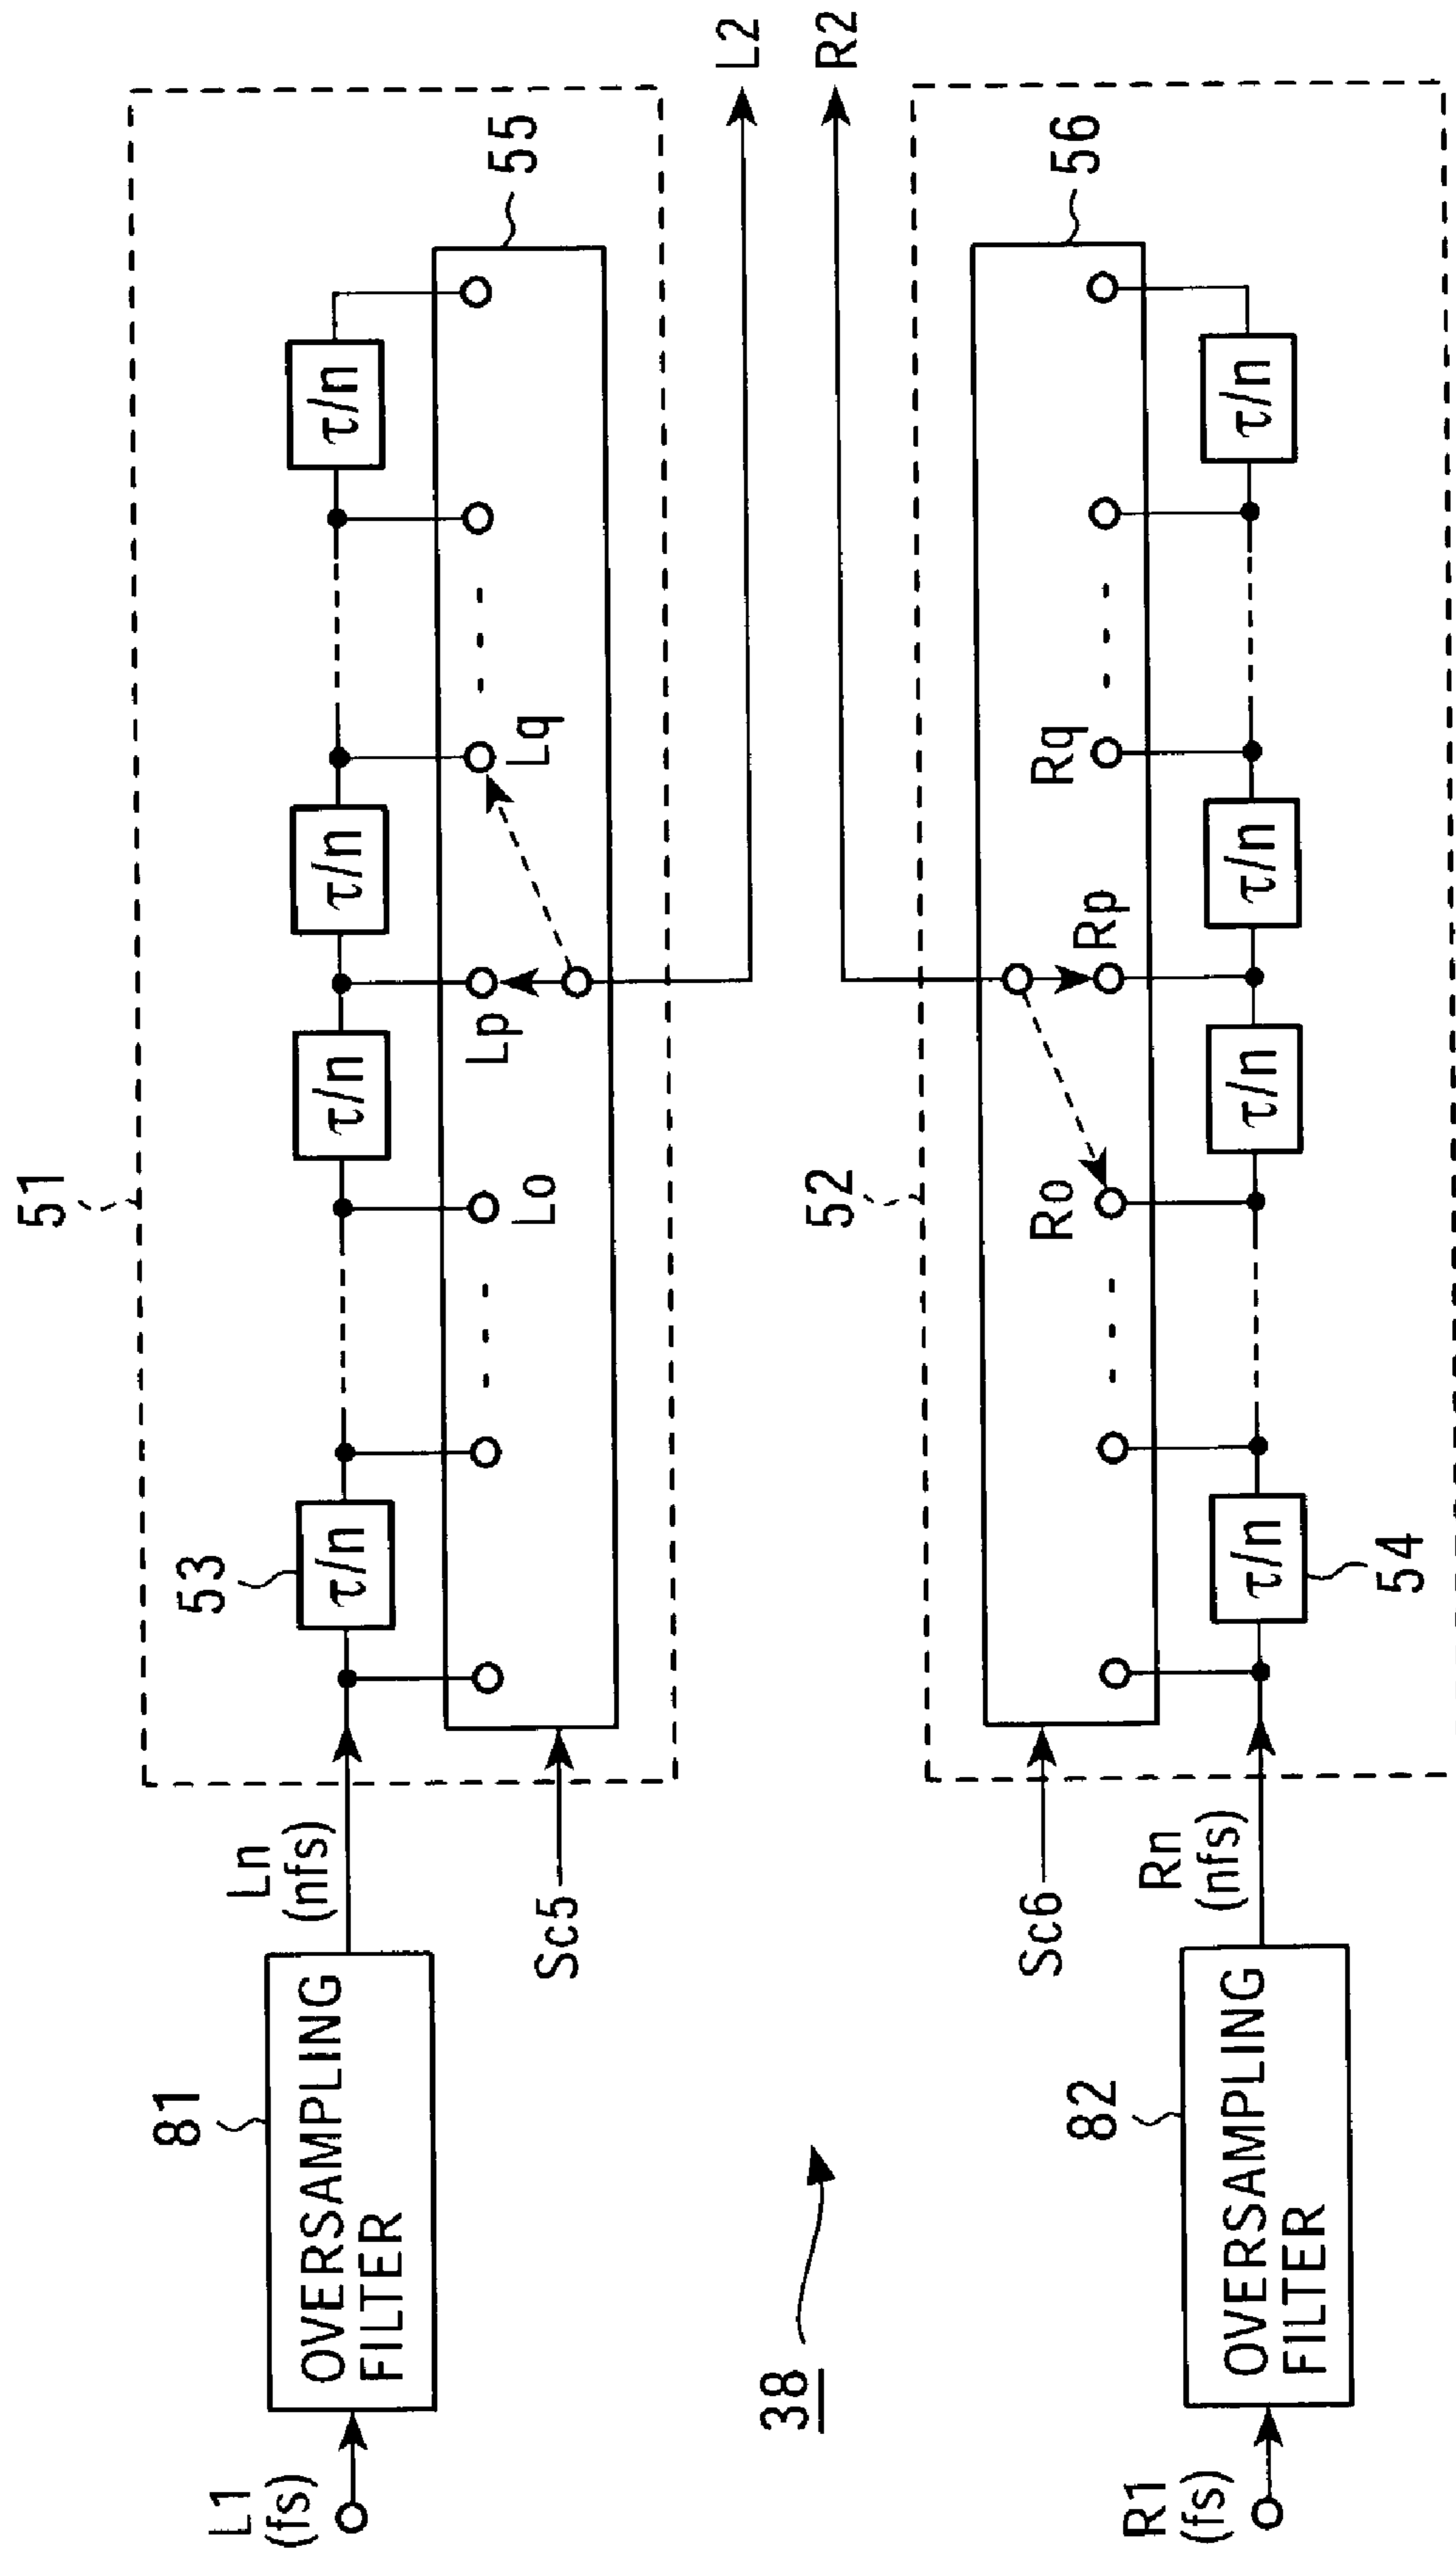 51
53
τ/n
τ/n
τ/n
τ/n
L1
(fs)
81
OVERSAMPLING
FILTER
Ln
(nfs)
Lo
Lp
Lq
55
Sc5
L2
38
R2
52
Sc6
56
Ro
Rp
Rq
R1
(fs)
82
OVERSAMPLING
FILTER
Rn
(nfs)
τ/n
τ/n
τ/n
τ/n
54